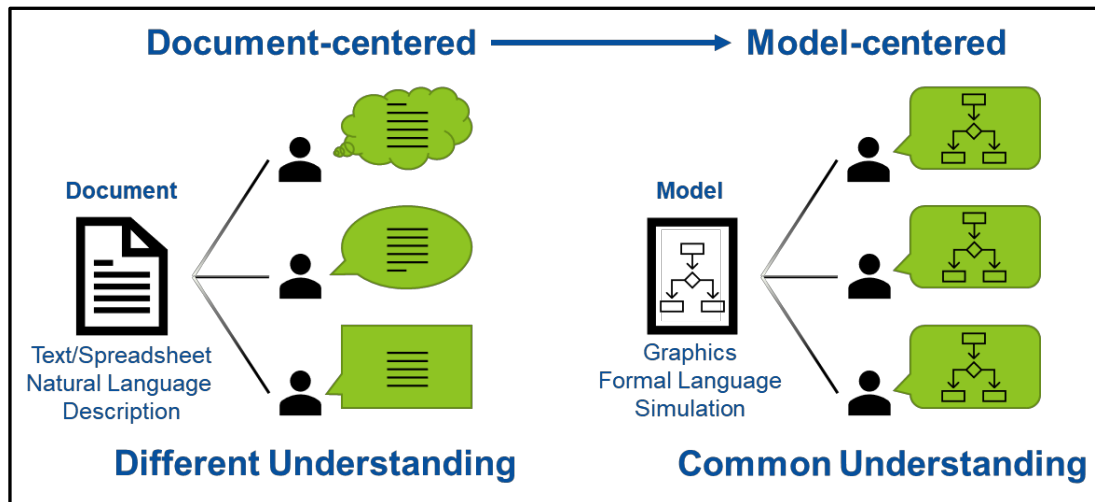 Document-centered
Model-centered
Document
Text/Spreadsheet
Natural Language
Description
Model
Graphics
Formal Language
Simulation
Different Understanding
Common Understanding